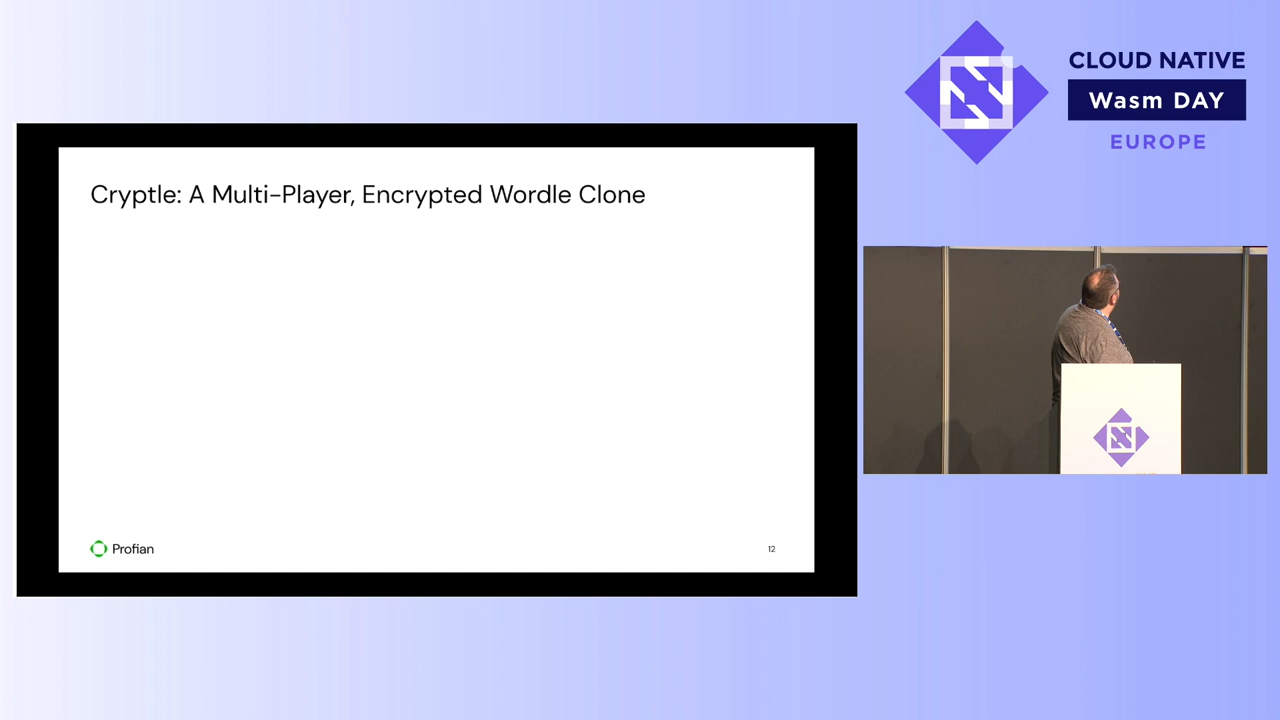 CLOUD NATIVE
Wasm DAY
EUROPE
Cryptle: A Multi-Player, Encrypted Wordle Clone
Profian
12